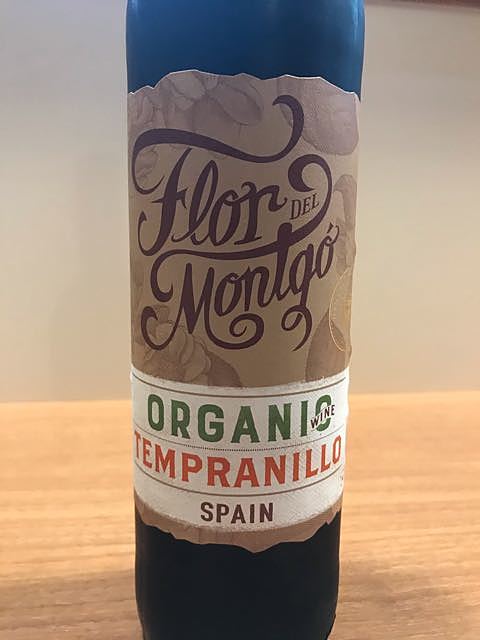 Flor
DEL
Montgó
ORGANIC
WINE
TEMPRANILLO
SPAIN